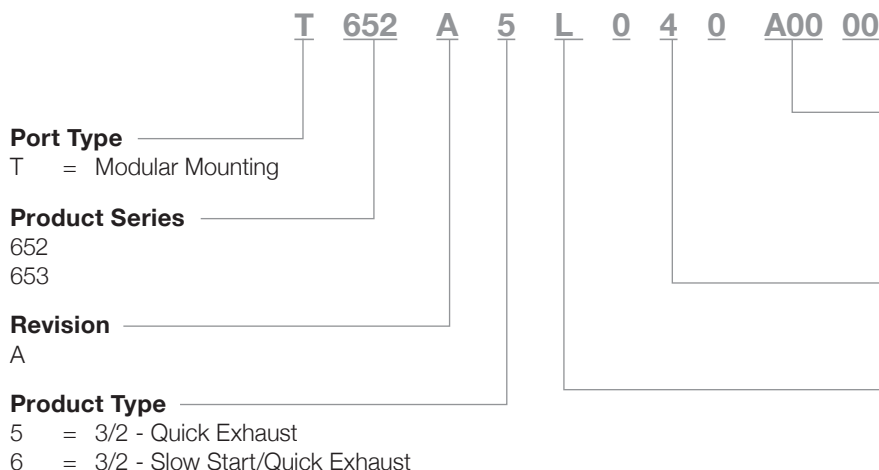 T 652 A 5 L 0 4 0 A00 00
Port Type
T = Modular Mounting
Product Series
652
653
Revision
A
Product Type
5 = 3/2 - Quick Exhaust
6 = 3/2 - Slow Start/Quick Exhaust